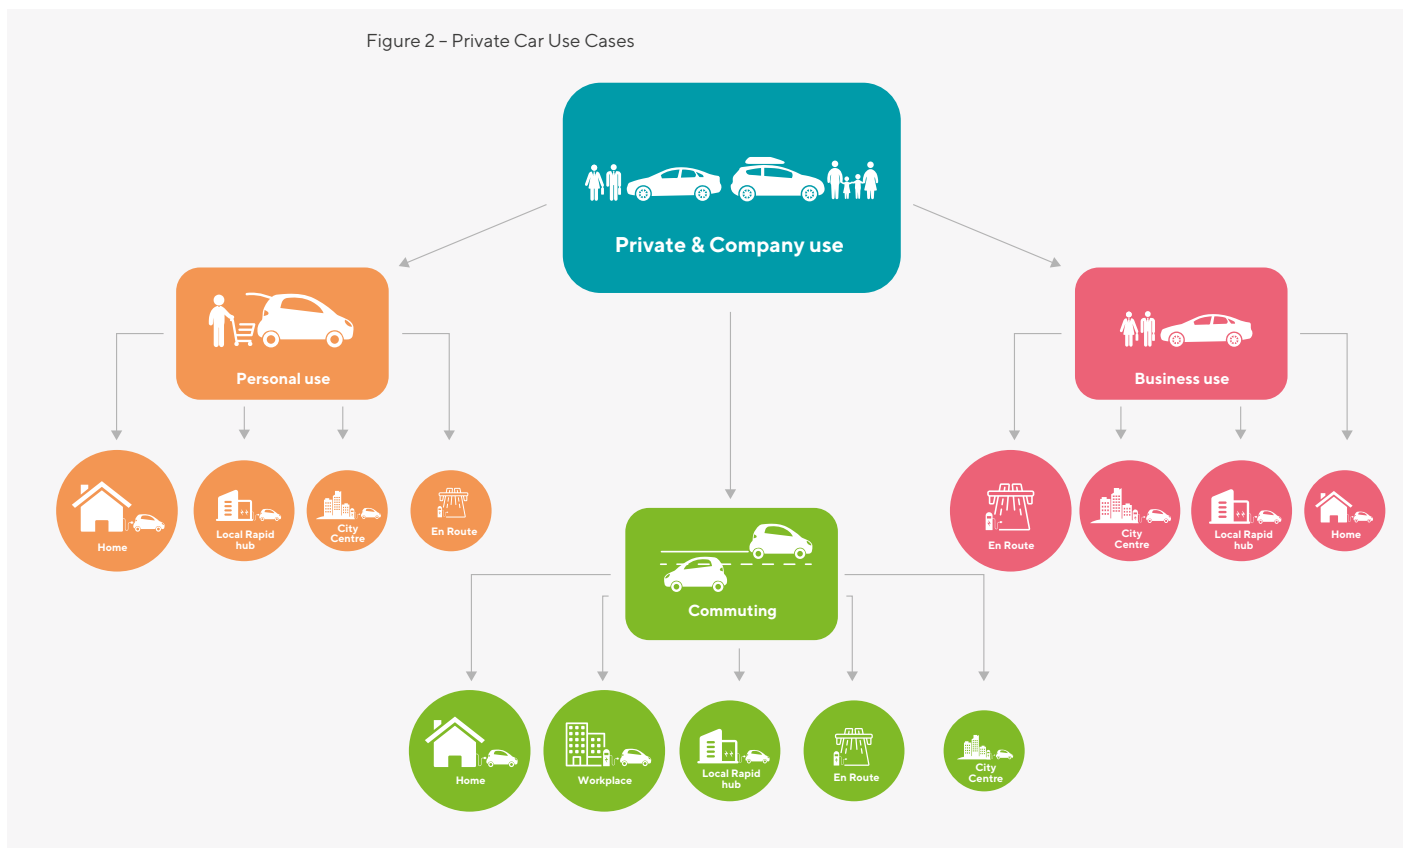 Figure 2 – Private Car Use Cases
Private & Company use
Personal use
Business use
Home
Local Rapid
hub
City
Centre
En Route
En Route
City
Centre
Local Rapid
hub
Home
Commuting
Home
Workplace
Local Rapid
hub
En Route
City
Centre